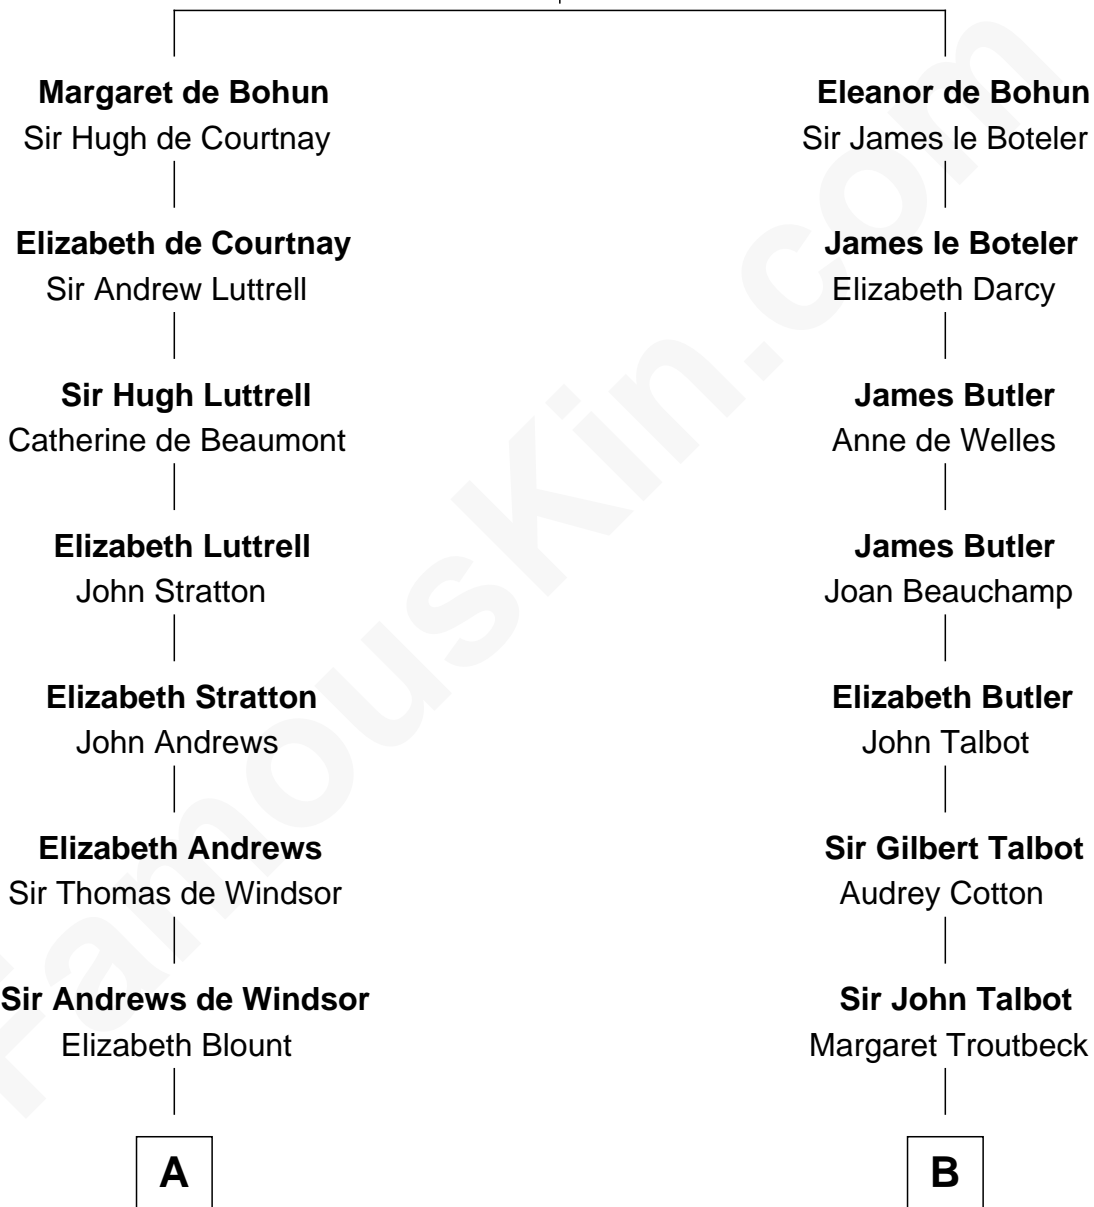 Margaret de Bohun
Sir Hugh de Courtnay
Elizabeth de Courtnay
Sir Andrew Luttrell
Sir Hugh Luttrell
Catherine de Beaumont
Elizabeth Luttrell
John Stratton
Elizabeth Stratton
John Andrews
Elizabeth Andrews
Sir Thomas de Windsor
Sir Andrews de Windsor
Elizabeth Blount
A
Eleanor de Bohun
Sir James le Boteler
James le Boteler
Elizabeth Darcy
James Butler
Anne de Welles
James Butler
Joan Beauchamp
Elizabeth Butler
John Talbot
Sir Gilbert Talbot
Audrey Cotton
Sir John Talbot
Margaret Troutbeck
B
FamousKin.com